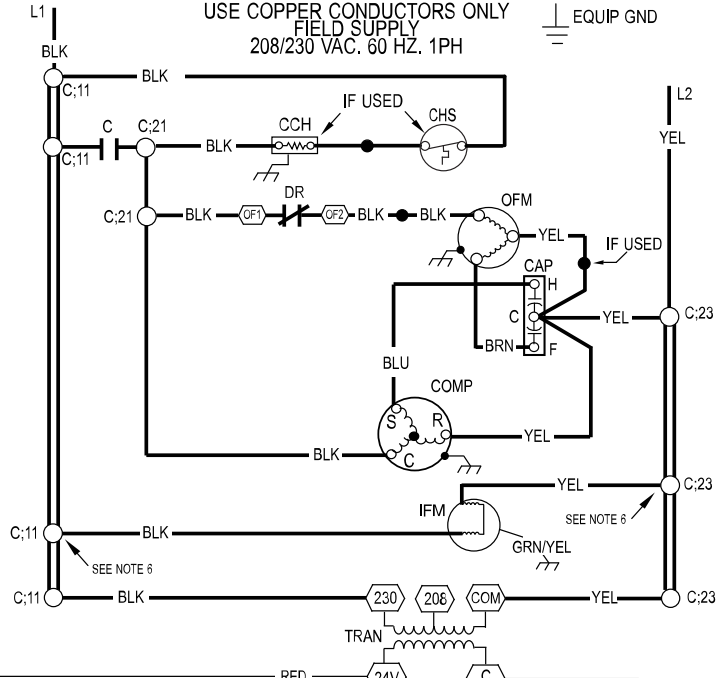 L1
USE COPPER CONDUCTORS ONLY
FIELD SUPPLY
208/230 VAC. 60 HZ. 1PH
EQUIP GND
BLK
C;11
BLK
L2
IF USED
C
C;21
CCH
CHS
YEL
C;11
BLK
DR
OFM
C;21
BLK
OF1
OF2
BLK
BLK
YEL
IF USED
CAP
H
C
YEL
C;23
BRN
F
BLU
COMP
S
R
YEL
C
BLK
YEL
C;23
IFM
SEE NOTE 6
C;11
BLK
GRN/YEL
SEE NOTE 6
C;11
BLK
230
208
COM
YEL
C;23
TRAN
RED
24V
C